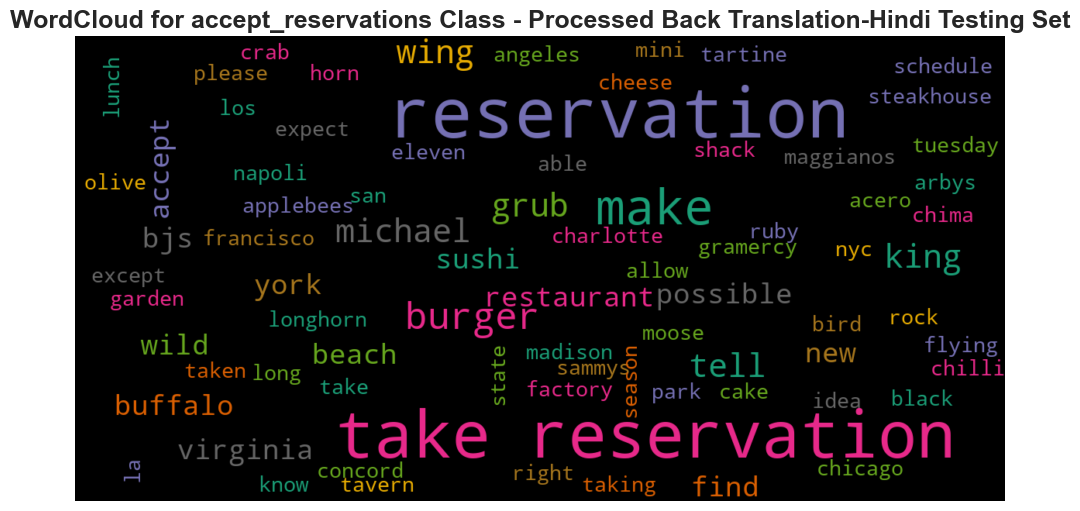 WordCloud for accept_reservations Class - Processed Back Translation-Hindi Testing Set
crab wing angeles mini tartine
lunch please horn cheese schedule
los reservation steakhouse
accept expect eleven able shack maggianos tuesday
olive napoli san arbys
applebees grub make acero chima
bjs francisco michael charlotte ruby gramercy nyc king
except sushi allow
garden york restaurant possible
longhorn burger moose bird rock
wild beach state madison season tell new flying
taken long sammys chilli
take factory park cake idea black
buffalo
virginia take reservation
la concord right chicago
know tavern taking find